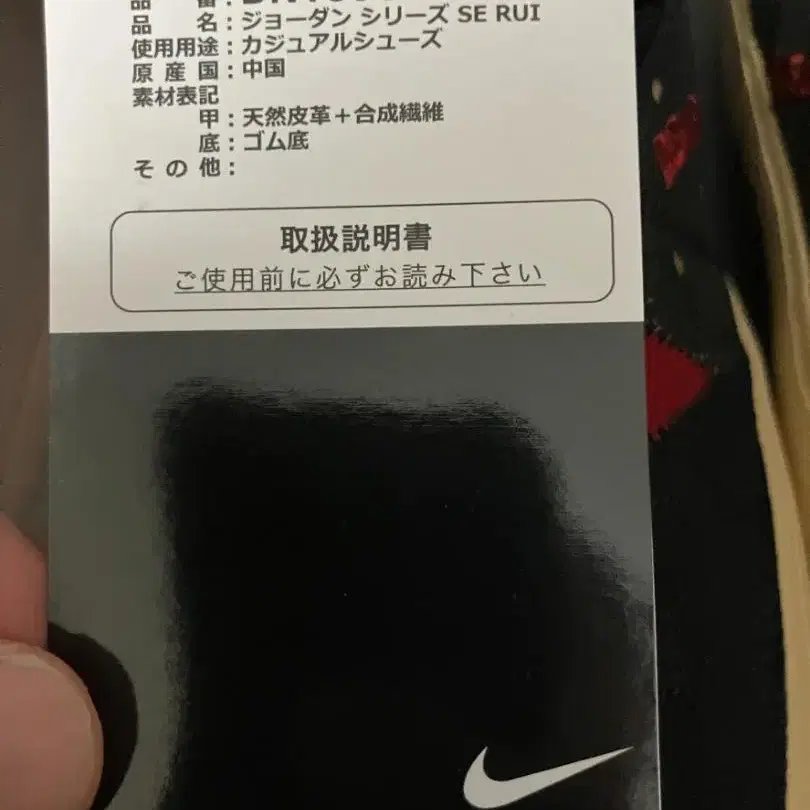 品　　　名：ジョーダン シリーズ SE RUI
使用用途：カジュアルシューズ
原 産 国：中国
素材表記
甲：天然皮革＋合成繊維
底：ゴム底
そ の 他：
取扱説明書
ご使用前に必ずお読み下さい